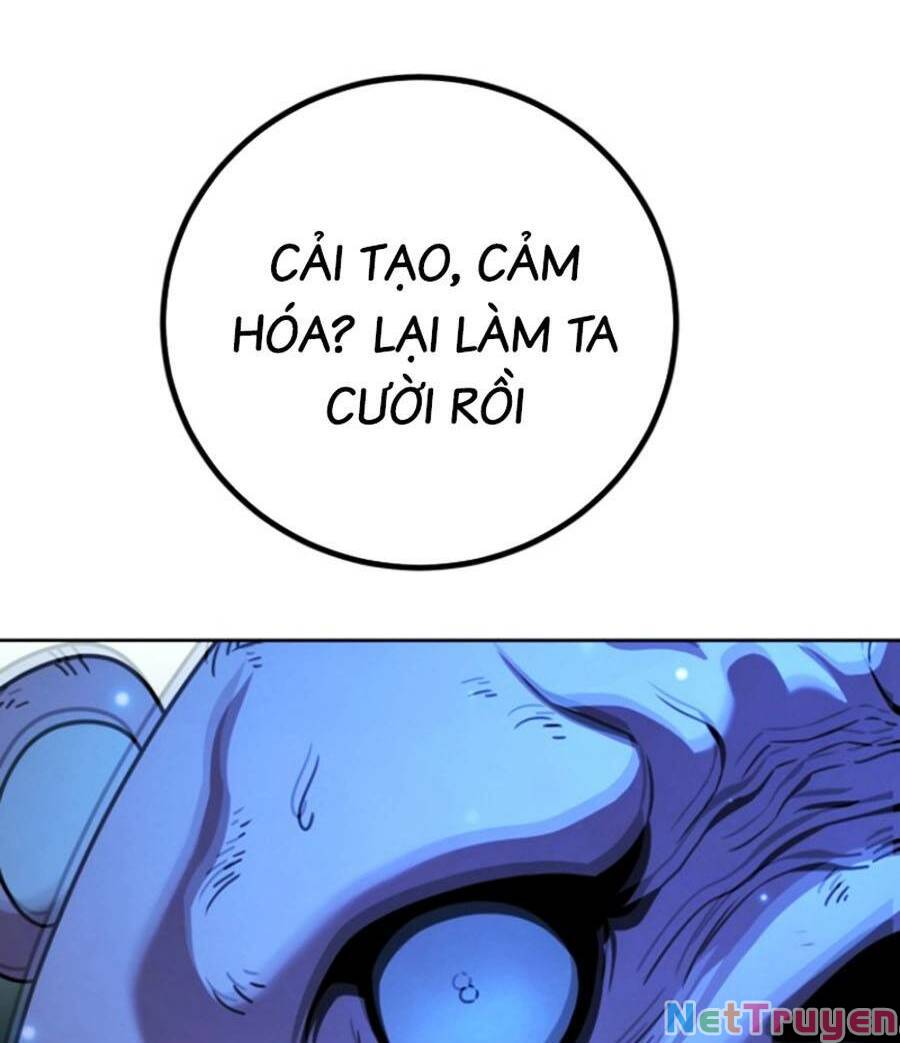 CẢI TẠO, CẢM
HÓA? LẠI LÀM TA
CƯỜI RỒI
NetTruyen